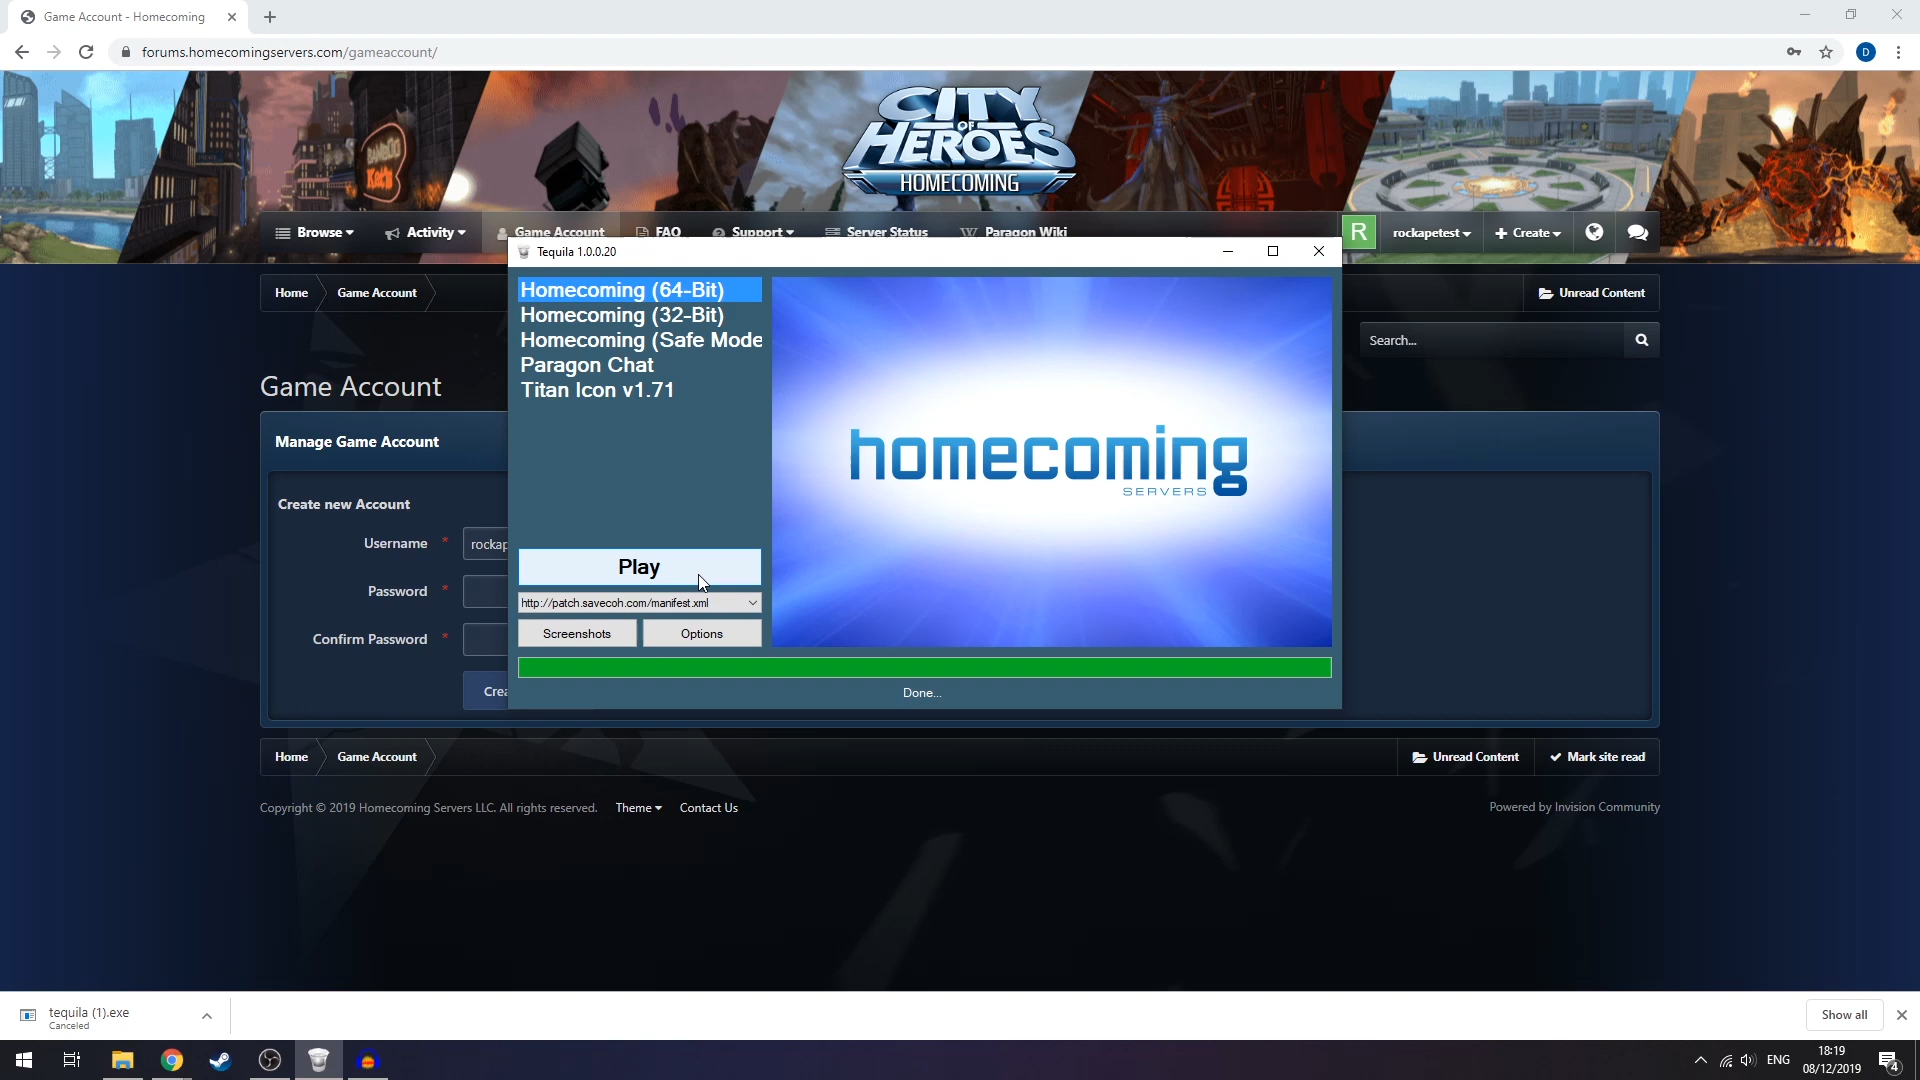 Game Account - Homecoming
forums.homecomingservers.com/gameaccount/
D
CITY
OF
HEROES
HOMECOMING
Browse
Activity
Game Account
FAQ
Support
Server Status
Paragon Wiki
R
rockapetest
Create
Tequila 1.0.0.20
Home
Game Account
Unread Content
Homecoming (64-Bit)
Homecoming (32-Bit)
Homecoming (Safe Mode
Paragon Chat
Titan Icon v1.71
Search...
Game Account
Manage Game Account
homecoming
SERVERS
Create new Account
Username *
rockap
Play
Password *
http://patch.savecoh.com/manifest.xml
Screenshots
Options
Confirm Password *
Crea
Done...
Home
Game Account
Unread Content
Mark site read
Copyright © 2019 Homecoming Servers LLC. All rights reserved.
Theme
Contact Us
Powered by Invision Community
tequila (1).exe
Canceled
Show all
ENG
18:19
08/12/2019
4